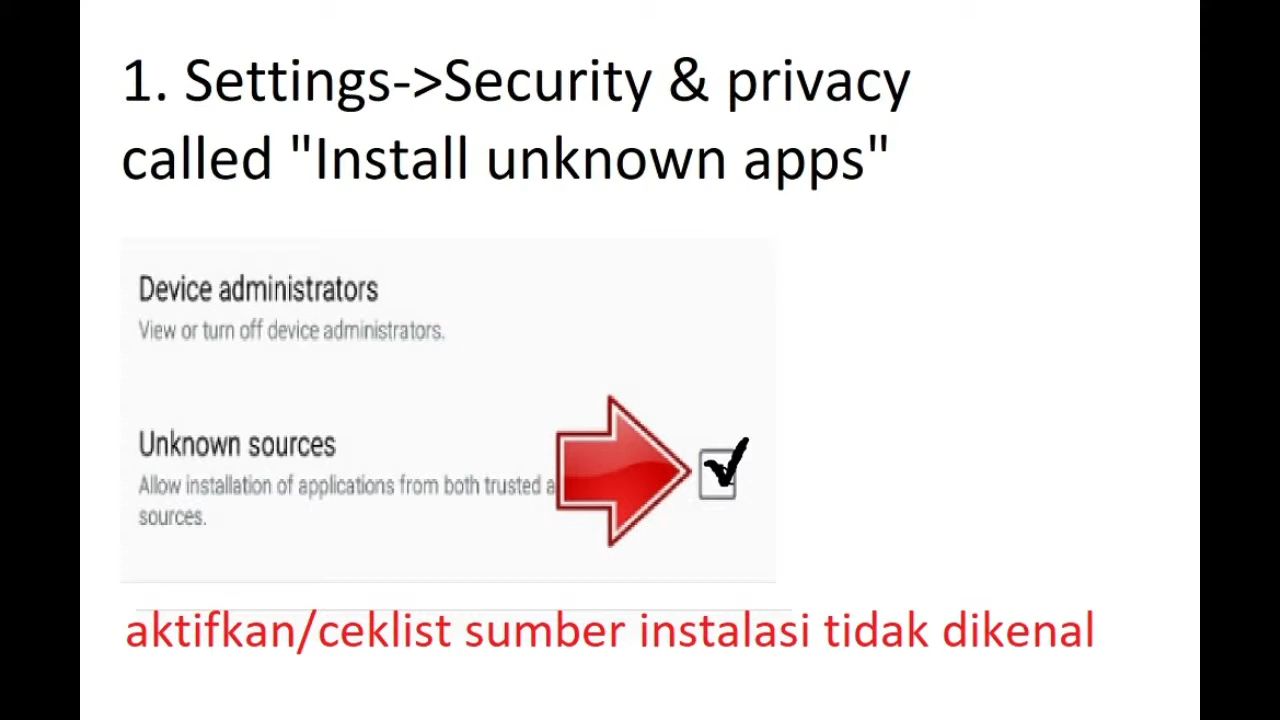 1. Settings->Security & privacy
called "Install unknown apps"
Device administrators
View or turn off device administrators.
Unknown sources
Allow installation of applications from both trusted a
sources.
aktifkan/ceklist sumber instalasi tidak dikenal